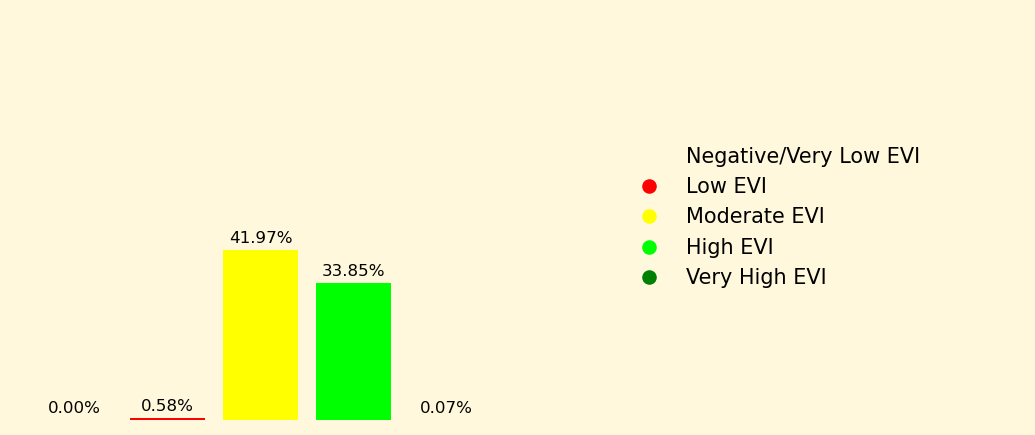 41.97%
33.85%
0.00%
0.58%
0.07%
Negative/Very Low EVI
Low EVI
Moderate EVI
High EVI
Very High EVI